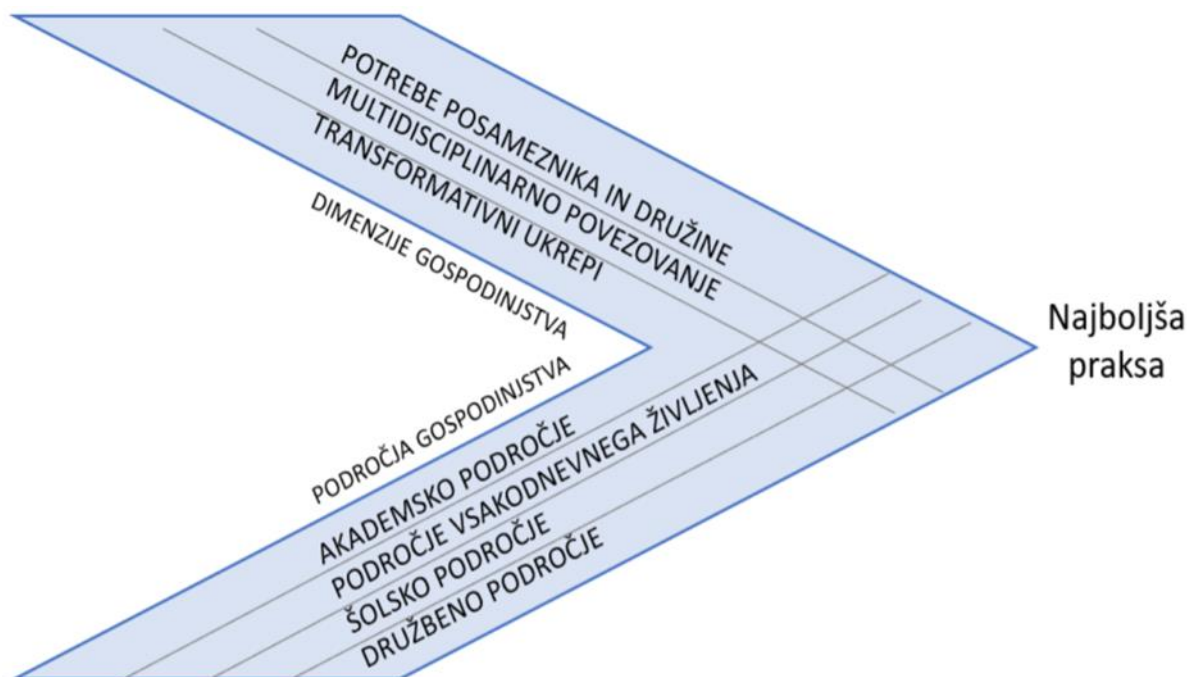 POTREBE POSAMEZNIKA IN DRUŽINE
MULTIDISCIPLINARNO POVEZOVANJE
TRANSFORMATIVNI UKREPI
DIMENZIJE GOSPODINJSTVA
Najboljša
praksa
PODROČJA GOSPODINJSTVA
AKADEMSKO PODROČJE
PODROČJE VSAKODNEVNEGA ŽIVLJENJA
ŠOLSKO PODROČJE
DRUŽBENO PODROČJE